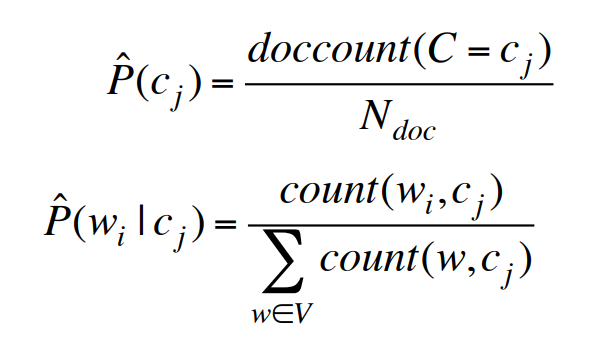 P̂(c_j) = doccount(C = c_j) / N_doc
P̂(w_i | c_j) = count(w_i, c_j) / ∑_{w∈V} count(w, c_j)